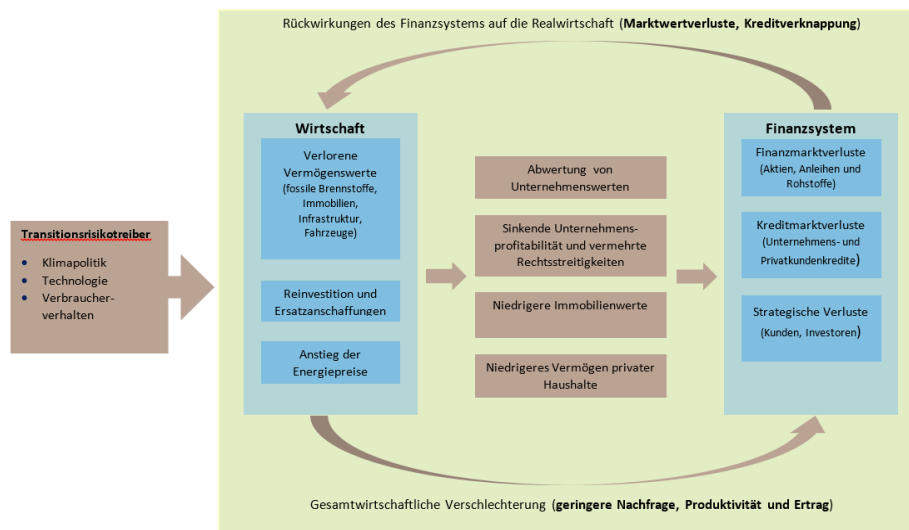 Rückwirkungen des Finanzsystems auf die Realwirtschaft (Marktwertverluste, Kreditverknappung)
Transitionsrisikotreiber
Klimapolitik
Technologie
Verbraucher-
verhalten
Wirtschaft
Verlorene
Vermögenswerte
(fossile Brennstoffe,
Immobilien,
Infrastruktur,
Fahrzeuge)
Reinvestition und
Ersatzanschaffungen
Anstieg der
Energiepreise
Abwertung von
Unternehmenswerten
Sinkende Unternehmens-
profitabilität und vermehrte
Rechtsstreitigkeiten
Niedrigere Immobilienwerte
Niedrigeres Vermögen privater
Haushalte
Finanzsystem
Finanzmarktverluste
(Aktien, Anleihen und
Rohstoffe)
Kreditmarktverluste
(Unternehmens- und
Privatkundenkredite)
Strategische Verluste
(Kunden, Investoren)
Gesamtwirtschaftliche Verschlechterung (geringere Nachfrage, Produktivität und Ertrag)